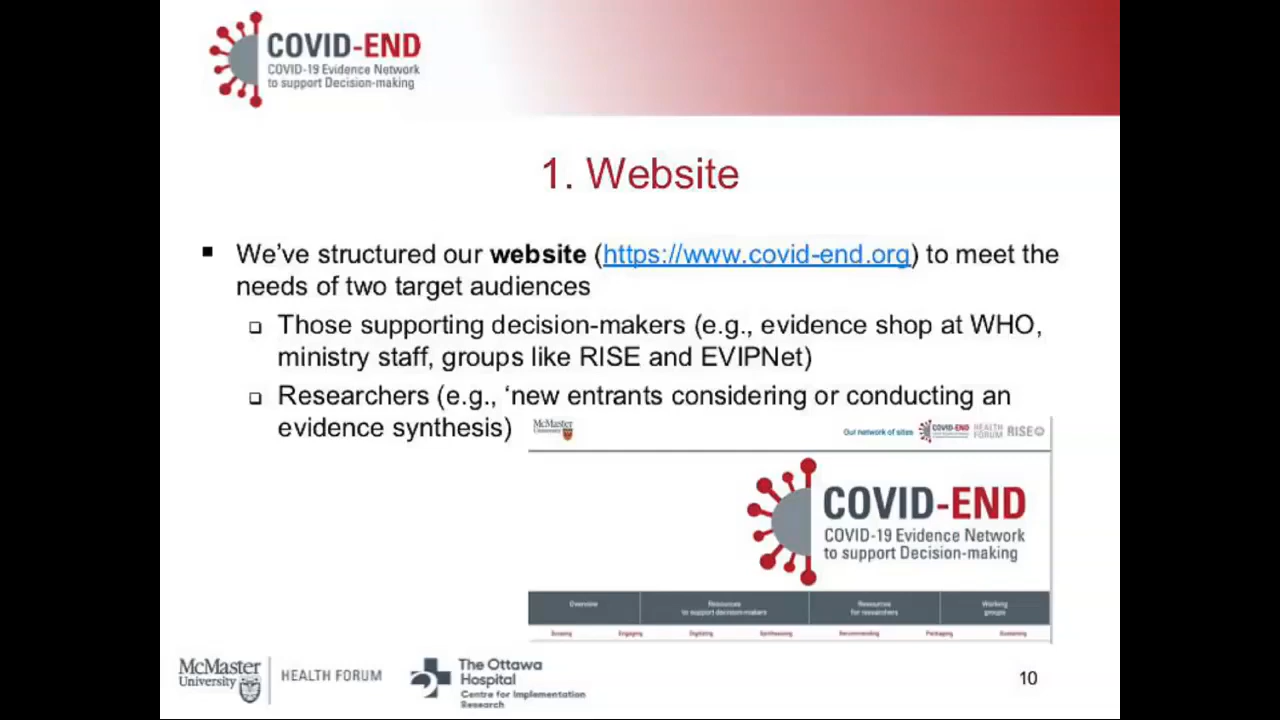 COVID-END
COVID-19 Evidence Network
to support Decision-making
1. Website
▪ We’ve structured our website (https://www.covid-end.org) to meet the
needs of two target audiences
❑ Those supporting decision-makers (e.g., evidence shop at WHO,
ministry staff, groups like RISE and EVIPNet)
❑ Researchers (e.g., ‘new entrants considering or conducting an
evidence synthesis)
McMaster
University
Our network of sites
COVID-END
HEALTH
FORUM
RISE
COVID-END
COVID-19 Evidence Network
to support Decision-making
Overview
Resources
to support decision-makers
Resources
for researchers
Working
groups
Scoping Engaging Digitizing Synthesizing Recommending Packaging Sustaining
McMaster
University
HEALTH FORUM
The Ottawa
Hospital
Centre for Implementation
Research
10